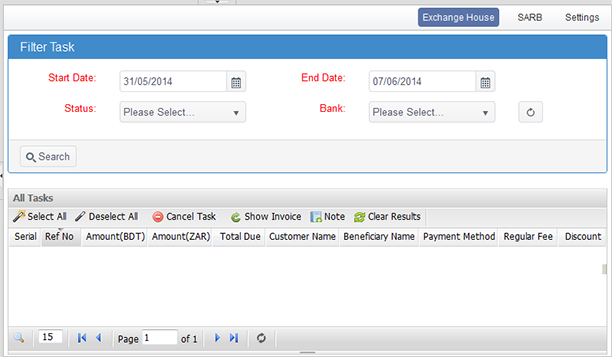 Exchange House SARB Settings
Filter Task
Start Date: 31/05/2014 End Date: 07/06/2014
Status: Please Select... Bank: Please Select...
Search
All Tasks
Select All Deselect All Cancel Task Show Invoice Note Clear Results
Serial Ref No Amount(BDT) Amount(ZAR) Total Due Customer Name Beneficiary Name Payment Method Regular Fee Discount
15 Page 1 of 1